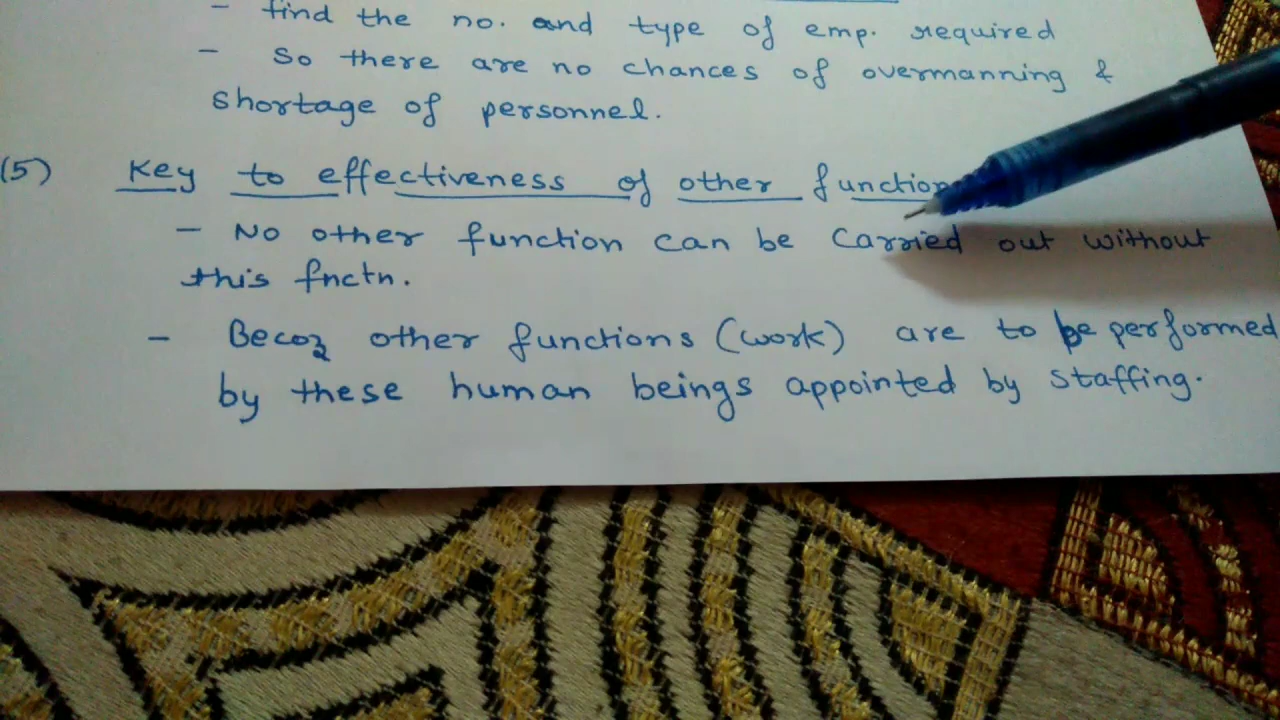 - find the no. and type of emp. required
- So there are no chances of overmanning &
shortage of personnel.
(5) Key to effectiveness of other function
- No other function can be carried out without
this fnctn.
- Becoz other functions (work) are to be performed
by these human beings appointed by staffing.